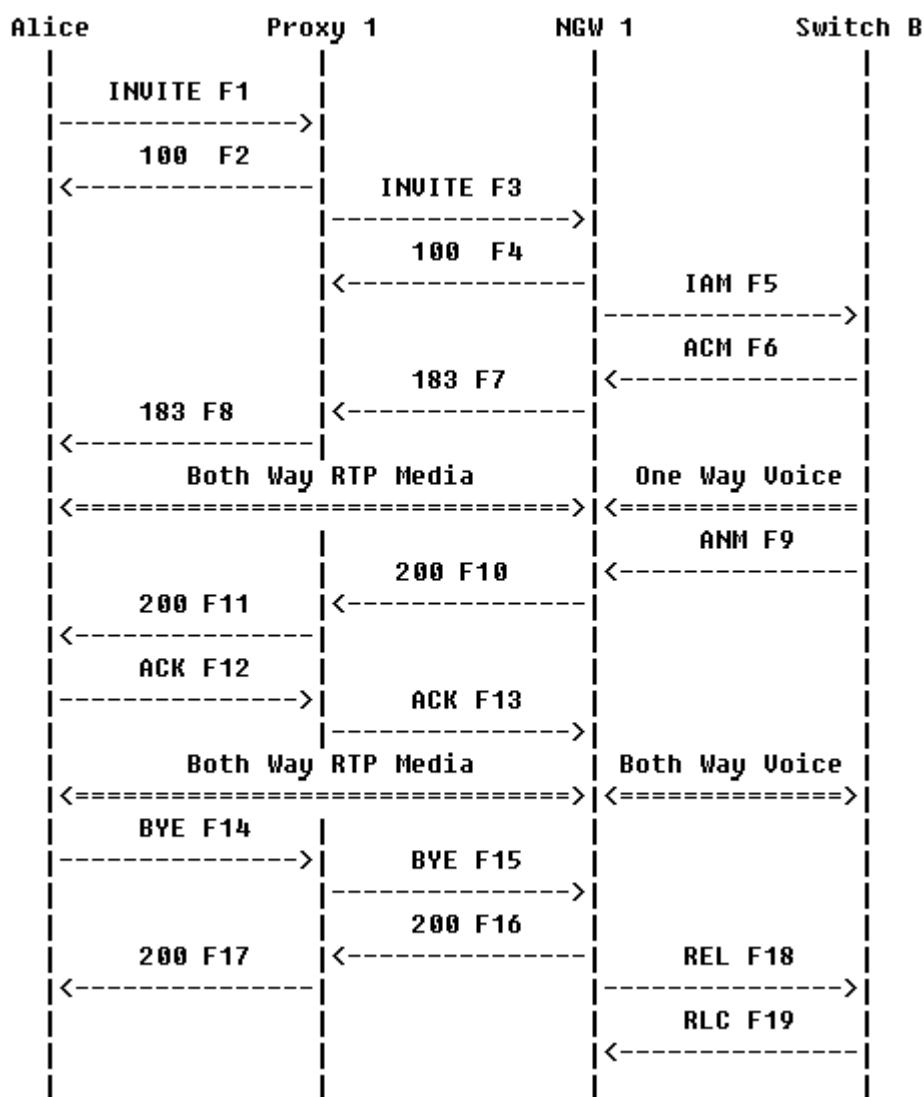 Alice Proxy 1 NGW 1 Switch B
INVITE F1
100 F2
INVITE F3
100 F4
IAM F5
ACM F6
183 F7
183 F8
Both Way RTP Media One Way Voice
ANM F9
200 F10
200 F11
ACK F12
ACK F13
Both Way RTP Media Both Way Voice
BYE F14
BYE F15
200 F16
200 F17 REL F18
RLC F19